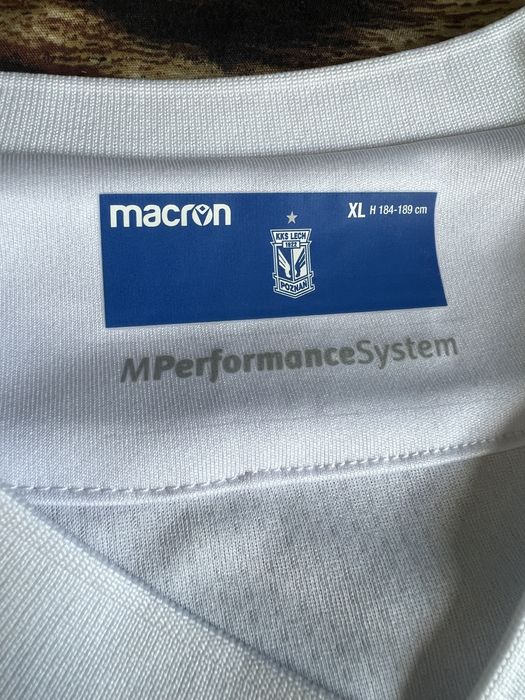 macron
XL H 184-189 cm
KKS LECH
1922
POZNAŃ
MPerformanceSystem